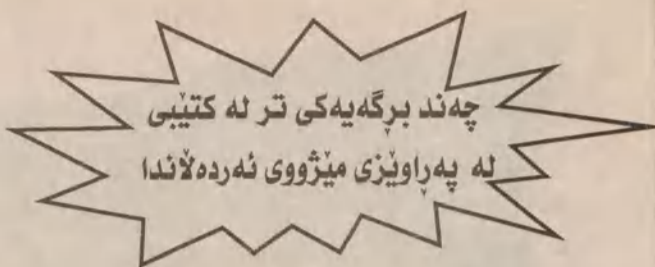 چەند بڕگەیەکی تر لە کتێبی
لە پەڕاوێزی مێژووی ئەردەڵاندا